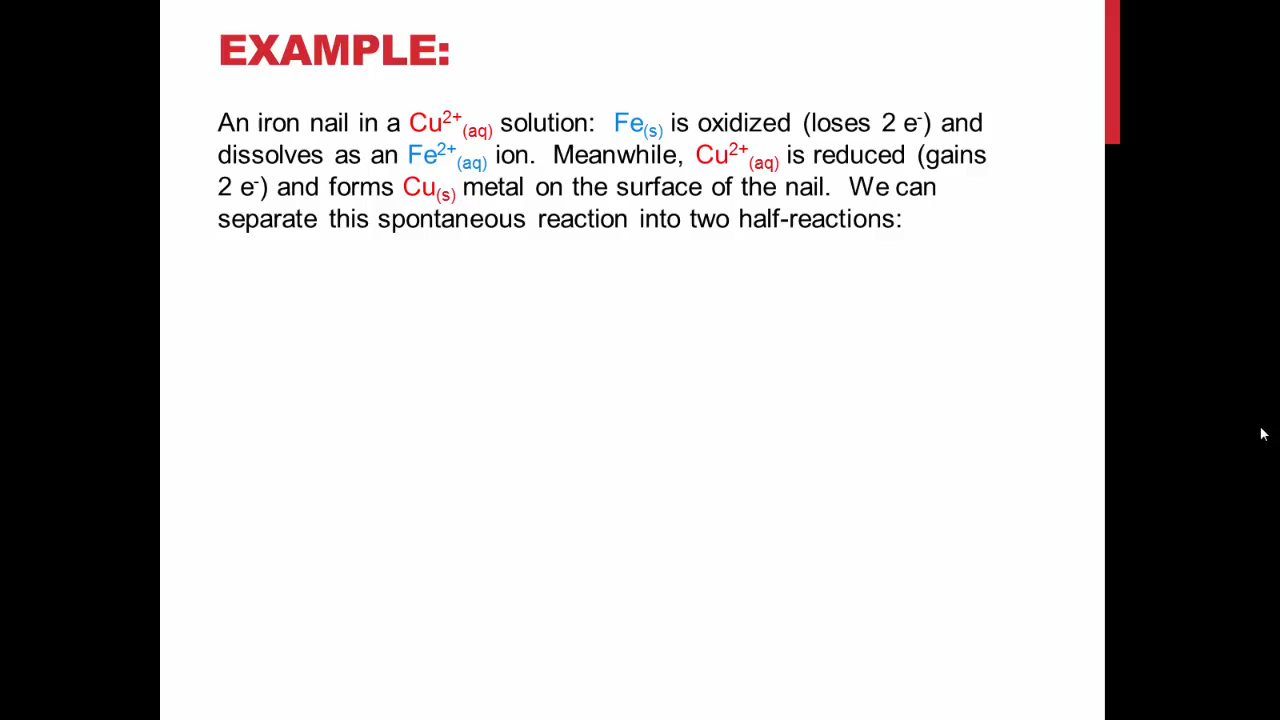 EXAMPLE:
An iron nail in a Cu²⁺(aq) solution: Fe(s) is oxidized (loses 2 e⁻) and
dissolves as an Fe²⁺(aq) ion. Meanwhile, Cu²⁺(aq) is reduced (gains
2 e⁻) and forms Cu(s) metal on the surface of the nail. We can
separate this spontaneous reaction into two half-reactions: